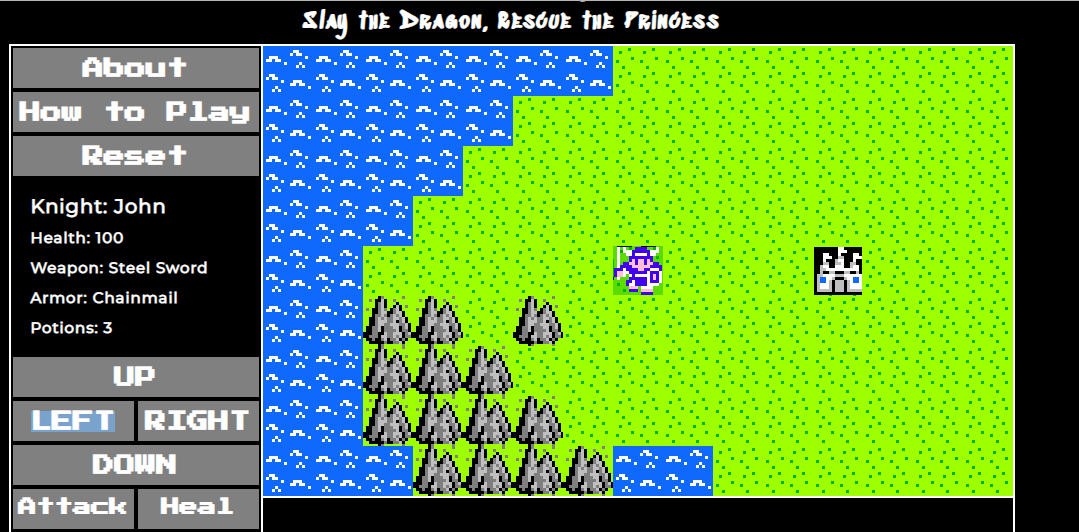 Slay the Dragon, Rescue the Princess
About
How to Play
Reset
Knight: John
Health: 100
Weapon: Steel Sword
Armor: Chainmail
Potions: 3
UP
LEFT RIGHT
DOWN
Attack Heal